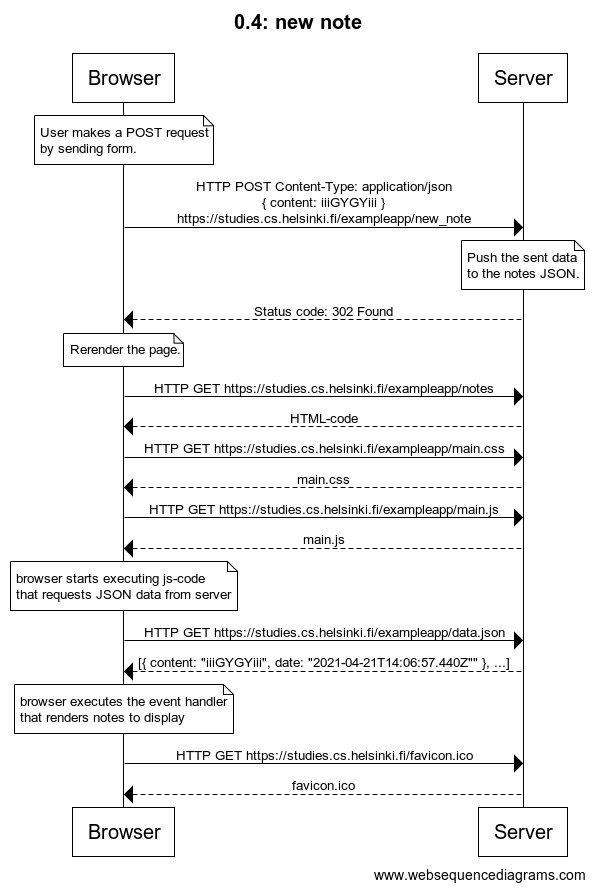 0.4: new note
Browser
Server
User makes a POST request
by sending form.
HTTP POST Content-Type: application/json
{ content: iiiGYGYiii }
https://studies.cs.helsinki.fi/exampleapp/new_note
Push the sent data
to the notes JSON.
Status code: 302 Found
Rerender the page.
HTTP GET https://studies.cs.helsinki.fi/exampleapp/notes
HTML-code
HTTP GET https://studies.cs.helsinki.fi/exampleapp/main.css
main.css
HTTP GET https://studies.cs.helsinki.fi/exampleapp/main.js
main.js
browser starts executing js-code
that requests JSON data from server
HTTP GET https://studies.cs.helsinki.fi/exampleapp/data.json
[{ content: "iiiGYGYiii", date: "2021-04-21T14:06:57.440Z"" }, ...]
browser executes the event handler
that renders notes to display
HTTP GET https://studies.cs.helsinki.fi/favicon.ico
favicon.ico
Browser
Server
www.websequencediagrams.com